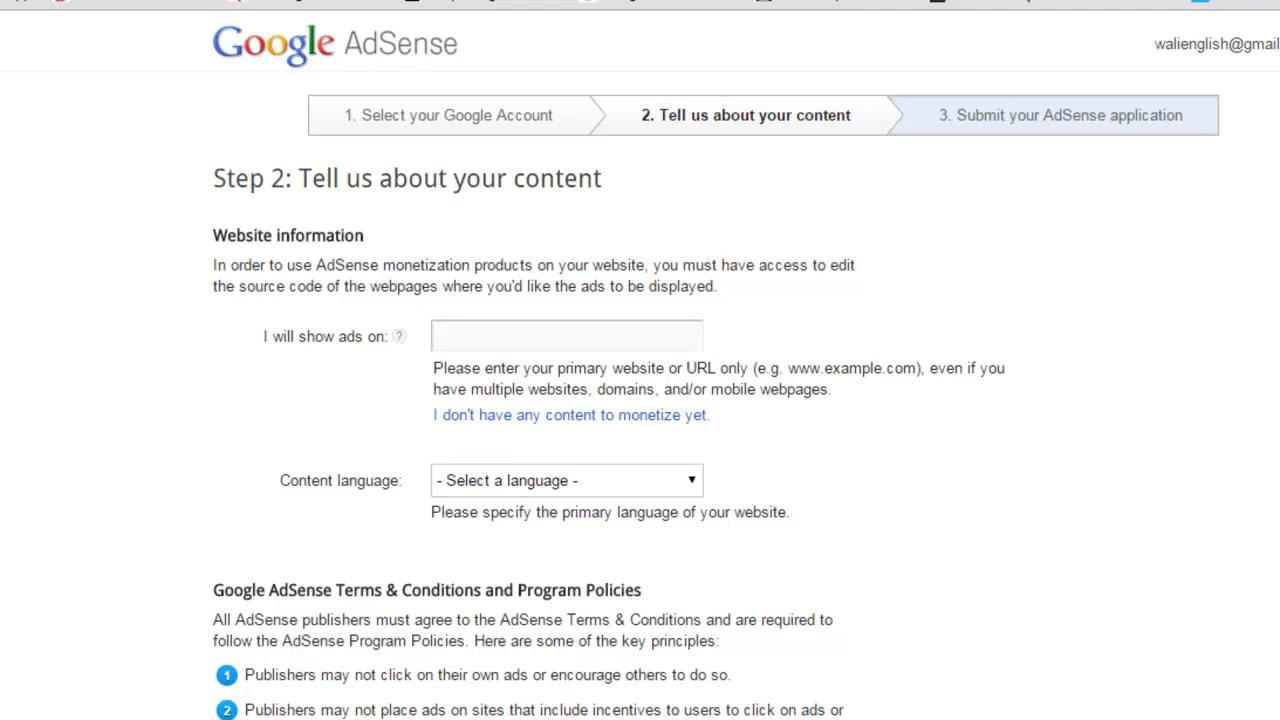 Google AdSense
walienglish@gmail
1. Select your Google Account
2. Tell us about your content
3. Submit your AdSense application
Step 2: Tell us about your content
Website information
In order to use AdSense monetization products on your website, you must have access to edit
the source code of the webpages where you'd like the ads to be displayed.
I will show ads on: ?
Please enter your primary website or URL only (e.g. www.example.com), even if you
have multiple websites, domains, and/or mobile webpages.
I don't have any content to monetize yet.
Content language:
- Select a language -
Please specify the primary language of your website.
Google AdSense Terms & Conditions and Program Policies
All AdSense publishers must agree to the AdSense Terms & Conditions and are required to
follow the AdSense Program Policies. Here are some of the key principles:
1 Publishers may not click on their own ads or encourage others to do so.
2 Publishers may not place ads on sites that include incentives to users to click on ads or